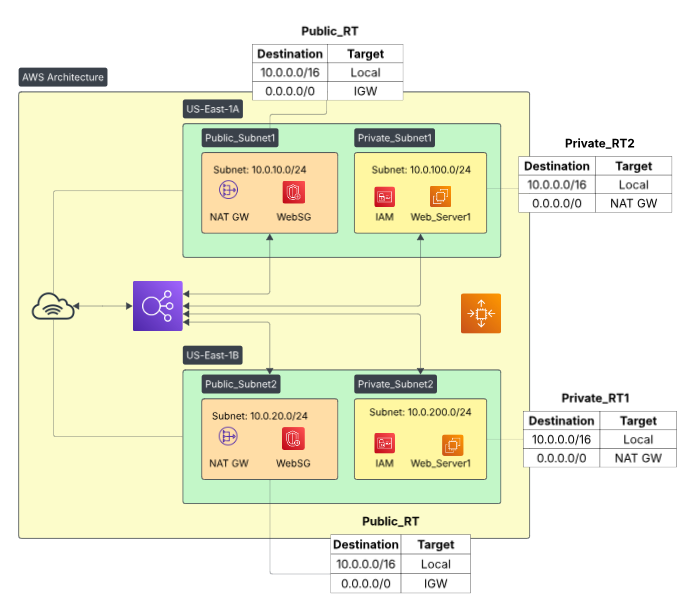 Public_RT
Destination Target
10.0.0.0/16 Local
0.0.0.0/0 IGW
AWS Architecture
US-East-1A
Public_Subnet1
Subnet: 10.0.10.0/24
NAT GW WebSG
Private_Subnet1
Subnet: 10.0.100.0/24
IAM Web_Server1
Private_RT2
Destination Target
10.0.0.0/16 Local
0.0.0.0/0 NAT GW
US-East-1B
Public_Subnet2
Subnet: 10.0.20.0/24
NAT GW WebSG
Private_Subnet2
Subnet: 10.0.200.0/24
IAM Web_Server1
Private_RT1
Destination Target
10.0.0.0/16 Local
0.0.0.0/0 NAT GW
Public_RT
Destination Target
10.0.0.0/16 Local
0.0.0.0/0 IGW